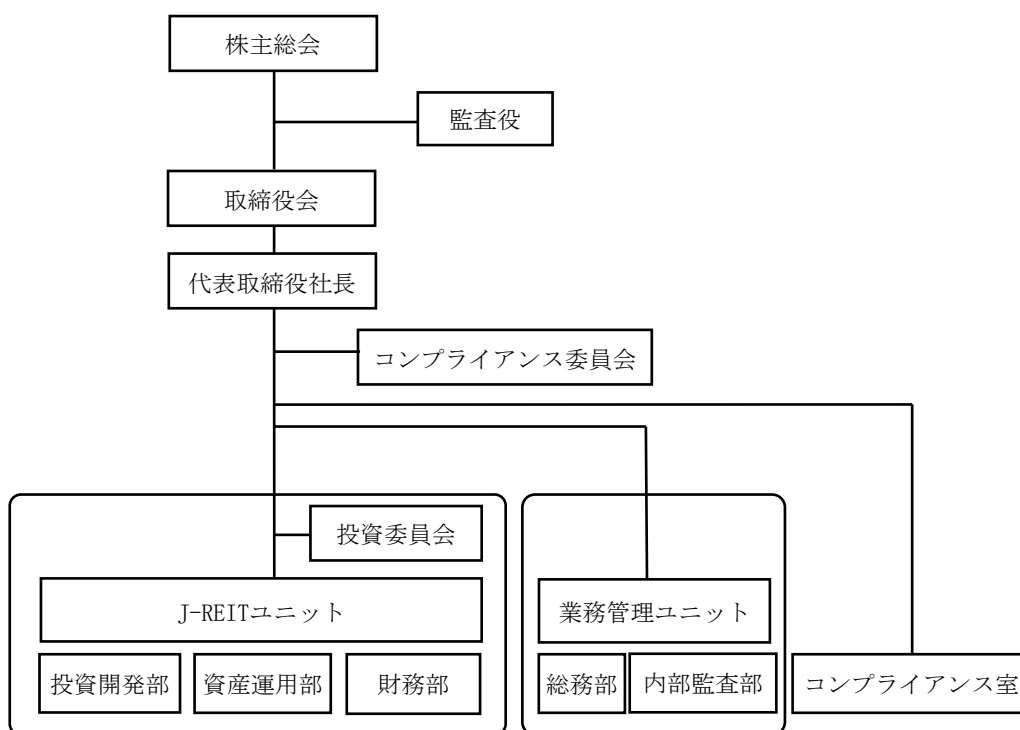 株主総会
監査役
取締役会
代表取締役社長
コンプライアンス委員会
投資委員会
J-REITユニット
業務管理ユニット
投資開発部
資産運用部
財務部
総務部
内部監査部
コンプライアンス室